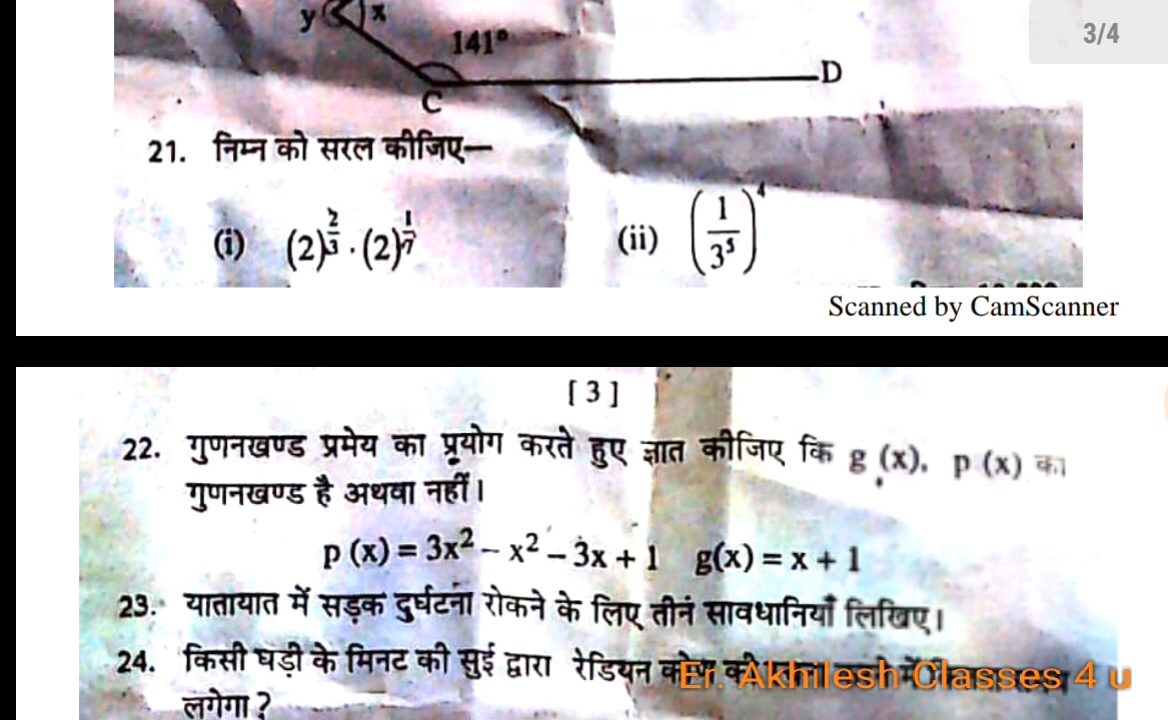 3/4
y x
141°
D
C
21. निम्न को सरल कीजिए—
(i) (2)^{2/3} · (2)^{1/7} (ii) (1/3^5)^4
Scanned by CamScanner
[ 3 ]
22. गुणनखण्ड प्रमेय का प्रयोग करते हुए ज्ञात कीजिए कि g (x), p (x) का
गुणनखण्ड है अथवा नहीं।
p (x) = 3x² – x² – 3x + 1 g(x) = x + 1
23. यातायात में सड़क दुर्घटना रोकने के लिए तीन सावधानियाँ लिखिए।
24. किसी घड़ी के मिनट की सुई द्वारा रेडियन
Er. Akhilesh Classes 4 u
लगेगा ?